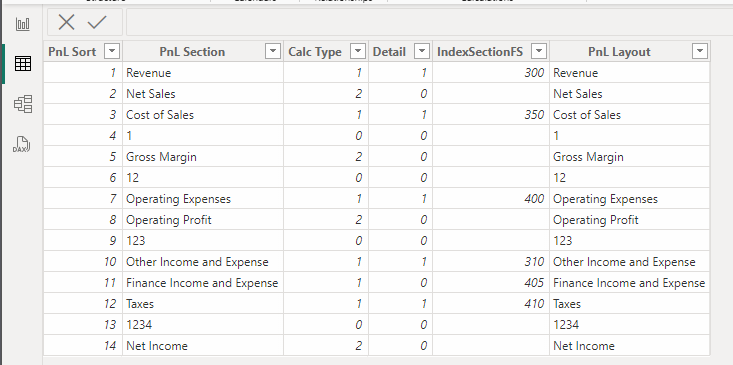 PnL Sort PnL Section Calc Type Detail IndexSectionFS PnL Layout
1 Revenue 1 1 300 Revenue
2 Net Sales 2 0 Net Sales
3 Cost of Sales 1 1 350 Cost of Sales
4 1 0 0 1
5 Gross Margin 2 0 Gross Margin
6 12 0 0 12
7 Operating Expenses 1 1 400 Operating Expenses
8 Operating Profit 2 0 Operating Profit
9 123 0 0 123
10 Other Income and Expense 1 1 310 Other Income and Expense
11 Finance Income and Expense 1 0 405 Finance Income and Expense
12 Taxes 1 1 410 Taxes
13 1234 0 0 1234
14 Net Income 2 0 Net Income
DAX